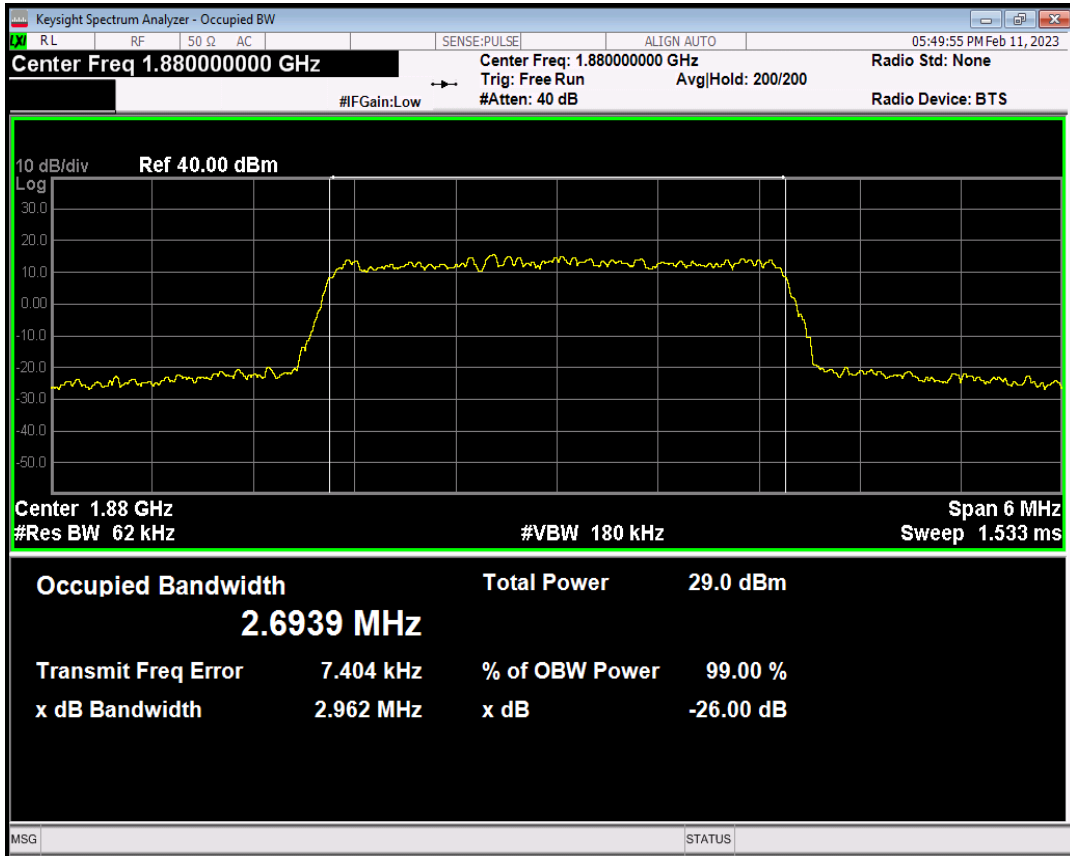 Keysight Spectrum Analyzer - Occupied BW
LXI RL RF 50 Ω AC SENSE:PULSE ALIGN AUTO 05:49:55 PM Feb 11, 2023
Center Freq 1.880000000 GHz Center Freq: 1.880000000 GHz Radio Std: None
Trig: Free Run Avg|Hold: 200/200
#IFGain:Low #Atten: 40 dB Radio Device: BTS
10 dB/div Ref 40.00 dBm
Log
30.0
20.0
10.0
0.00
-10.0
-20.0
-30.0
-40.0
-50.0
Center 1.88 GHz Span 6 MHz
#Res BW 62 kHz #VBW 180 kHz Sweep 1.533 ms
Occupied Bandwidth Total Power 29.0 dBm
2.6939 MHz
Transmit Freq Error 7.404 kHz % of OBW Power 99.00 %
x dB Bandwidth 2.962 MHz x dB -26.00 dB
MSG STATUS